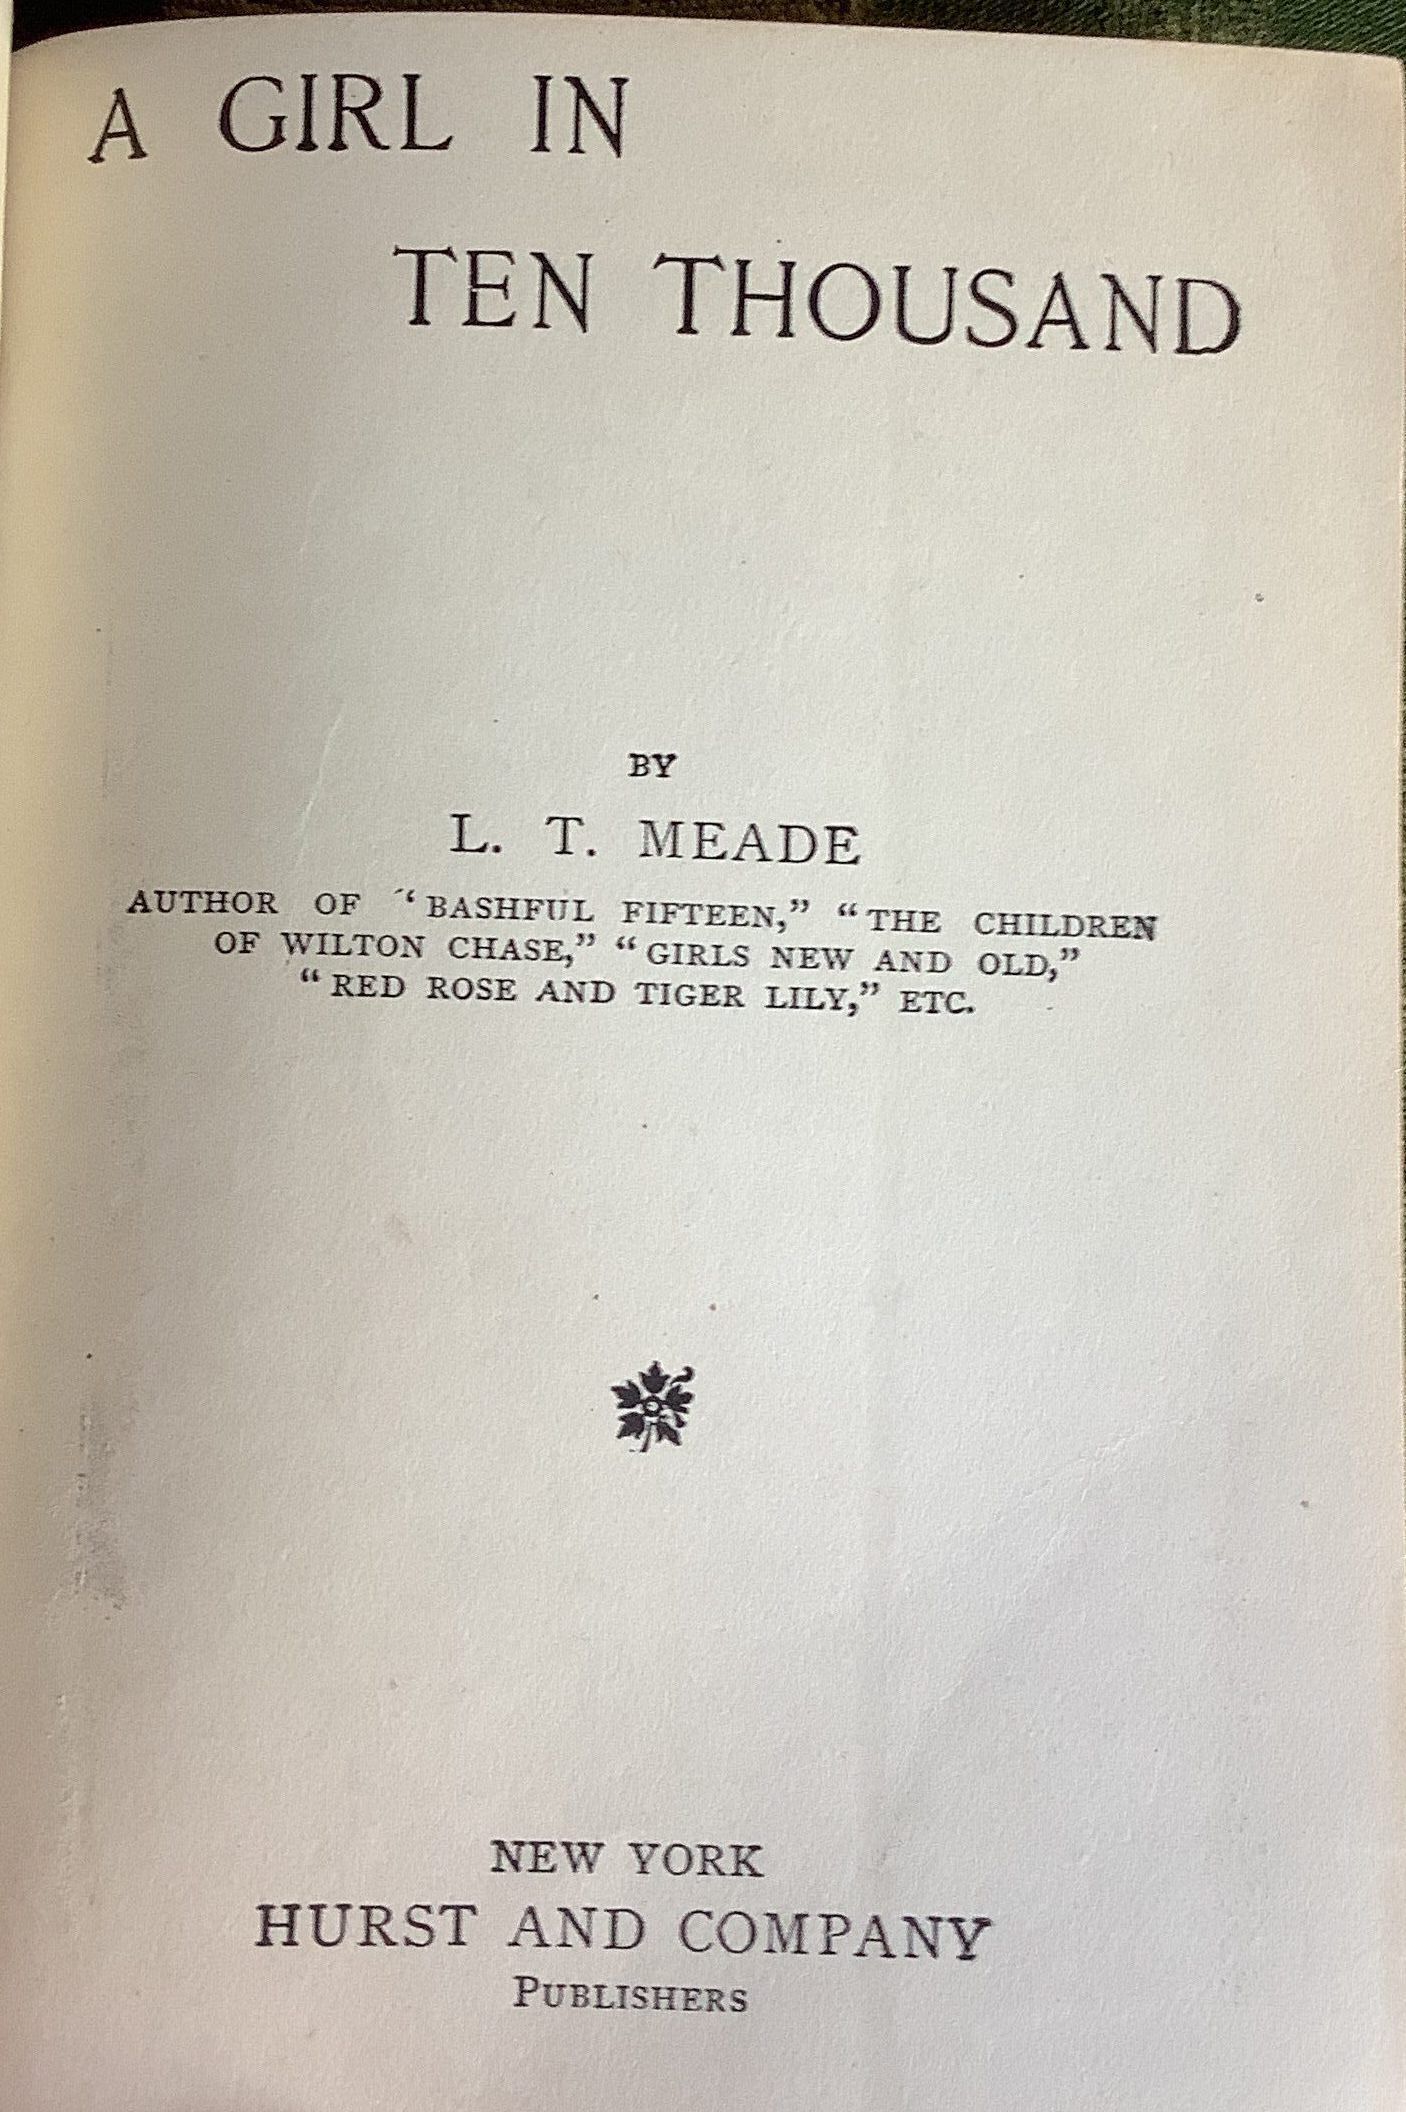 A GIRL IN
TEN THOUSAND
BY
L. T. MEADE
AUTHOR OF “BASHFUL FIFTEEN,” “THE CHILDREN
OF WILTON CHASE,” “GIRLS NEW AND OLD,”
“RED ROSE AND TIGER LILY,” ETC.
NEW YORK
HURST AND COMPANY
PUBLISHERS